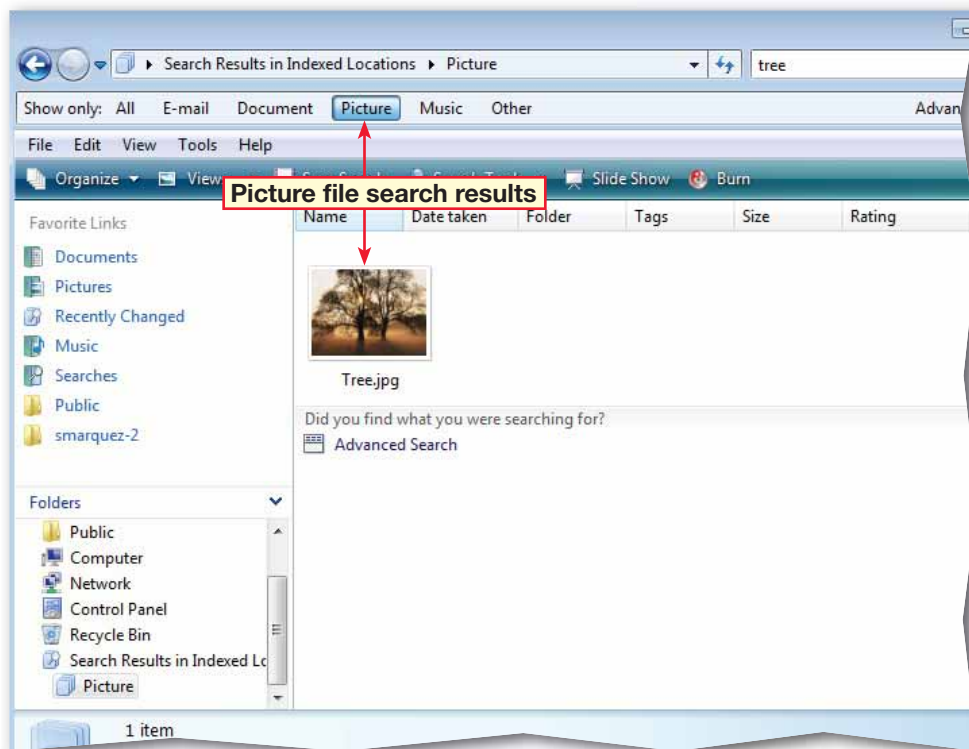 Search Results in Indexed Locations Picture
tree
Show only: All E-mail Document Picture Music Other
Advan
File Edit View Tools Help
Organize View Slide Show Burn
Picture file search results
Favorite Links
Documents
Pictures
Recently Changed
Music
Searches
Public
smarquez-2
Folders
Public
Computer
Network
Control Panel
Recycle Bin
Search Results in Indexed Lc
Picture
Name Date taken Folder Tags Size Rating
Tree.jpg
Did you find what you were searching for?
Advanced Search
1 item